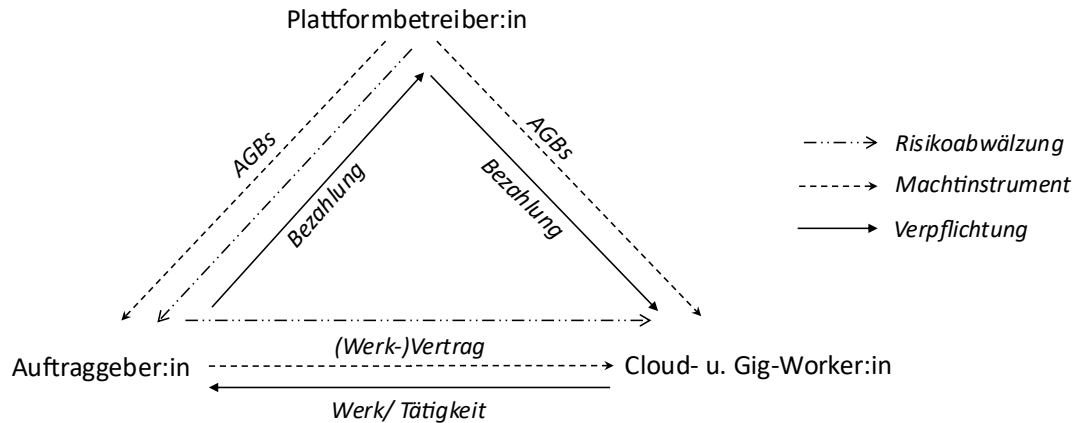 Plattformbetreiber:in
AGBs
AGBs
Bezahlung
Bezahlung
Risikoabwälzung
Machtinstrument
Verpflichtung
(Werk-)Vertrag
Auftraggeber:in
Cloud- u. Gig-Worker:in
Werk/ Tätigkeit